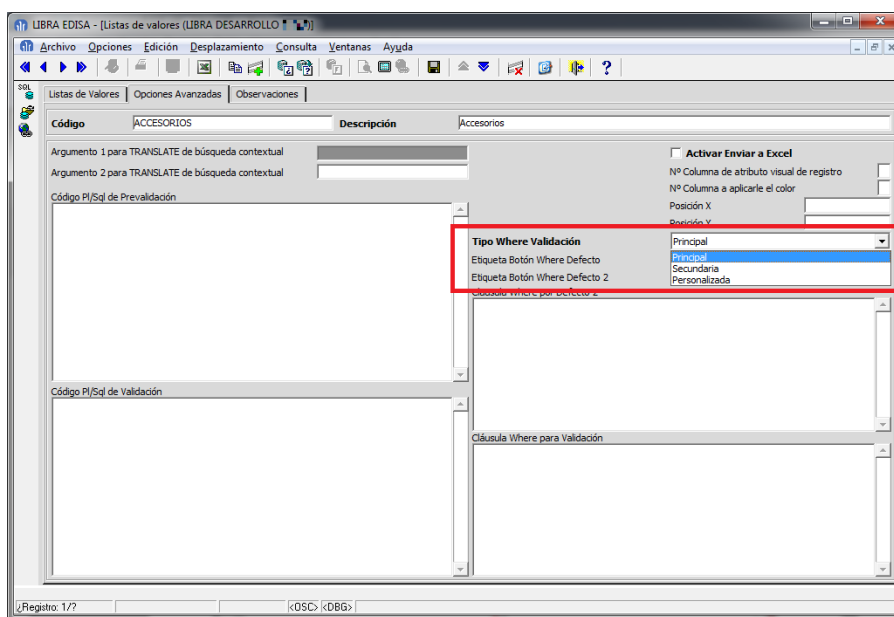 LIBRA EDISA - [Listas de valores (LIBRA DESARROLLO
Archivo Opciones Edición Desplazamiento Consulta Ventanas Ayuda
SQL
Listas de Valores Opciones Avanzadas Observaciones
Código ACCESORIOS Descripción Accesorios
Argumento 1 para TRANSLATE de búsqueda contextual
Activar Enviar a Excel
Argumento 2 para TRANSLATE de búsqueda contextual
Nº Columna de atributo visual de registro
Nº Columna a aplicarle el color
Código Pl/Sql de Prevalidación
Posición X
Posición Y
Tipo Where Validación Principal
Etiqueta Botón Where Defecto Principal
Secundaria
Etiqueta Botón Where Defecto 2 Personalizada
Cláusula Where por Defecto 2
Código Pl/Sql de Validación
Cláusula Where para Validación
¿Registro: 1/? <OSC> <DBG>